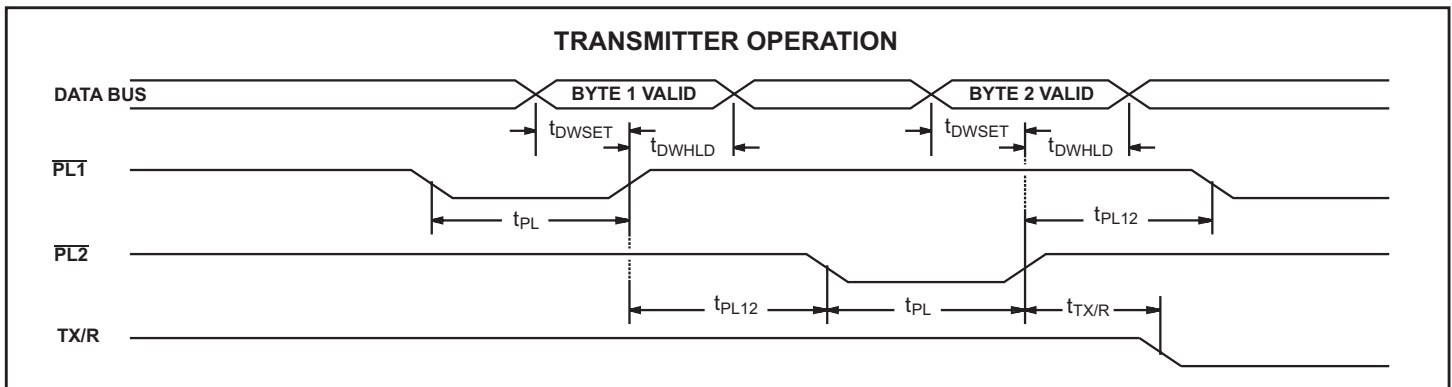 TRANSMITTER OPERATION
DATA BUS
BYTE 1 VALID
BYTE 2 VALID
tDWSET
tDWHLD
tDWSET
tDWHLD
PL1
tPL
tPL12
PL2
tPL12
tPL
tTX/R
TX/R